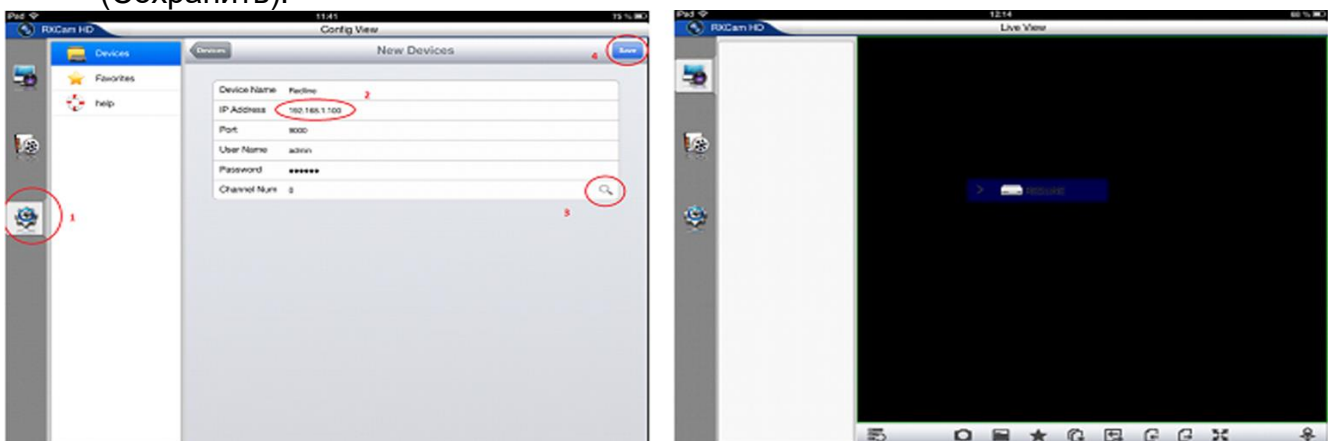 (Сохранить).
iPad
11:41
75 %
RXCam HD
Config View
Devices
Favorites
help
Devices
New Devices
4
Save
Device Name Redline
2
IP Address 192.168.1.100
Port 9000
User Name admin
Password ••••••
Channel Num 0
3
1
iPad
12:14
RXCam HD
Live View